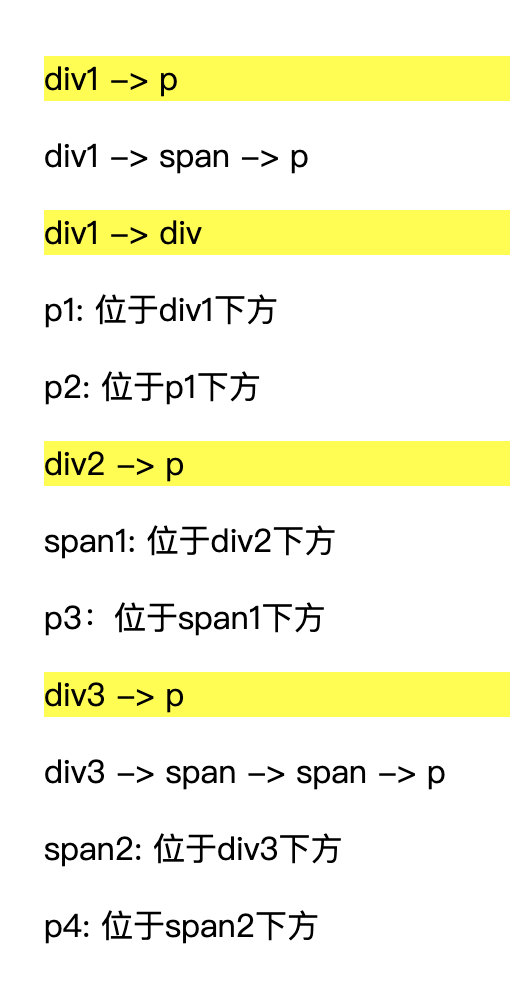 div1 –> p
div1 –> span –> p
div1 –> div
p1: 位于div1下方
p2: 位于p1下方
div2 –> p
span1: 位于div2下方
p3：位于span1下方
div3 –> p
div3 –> span –> span –> p
span2: 位于div3下方
p4: 位于span2下方